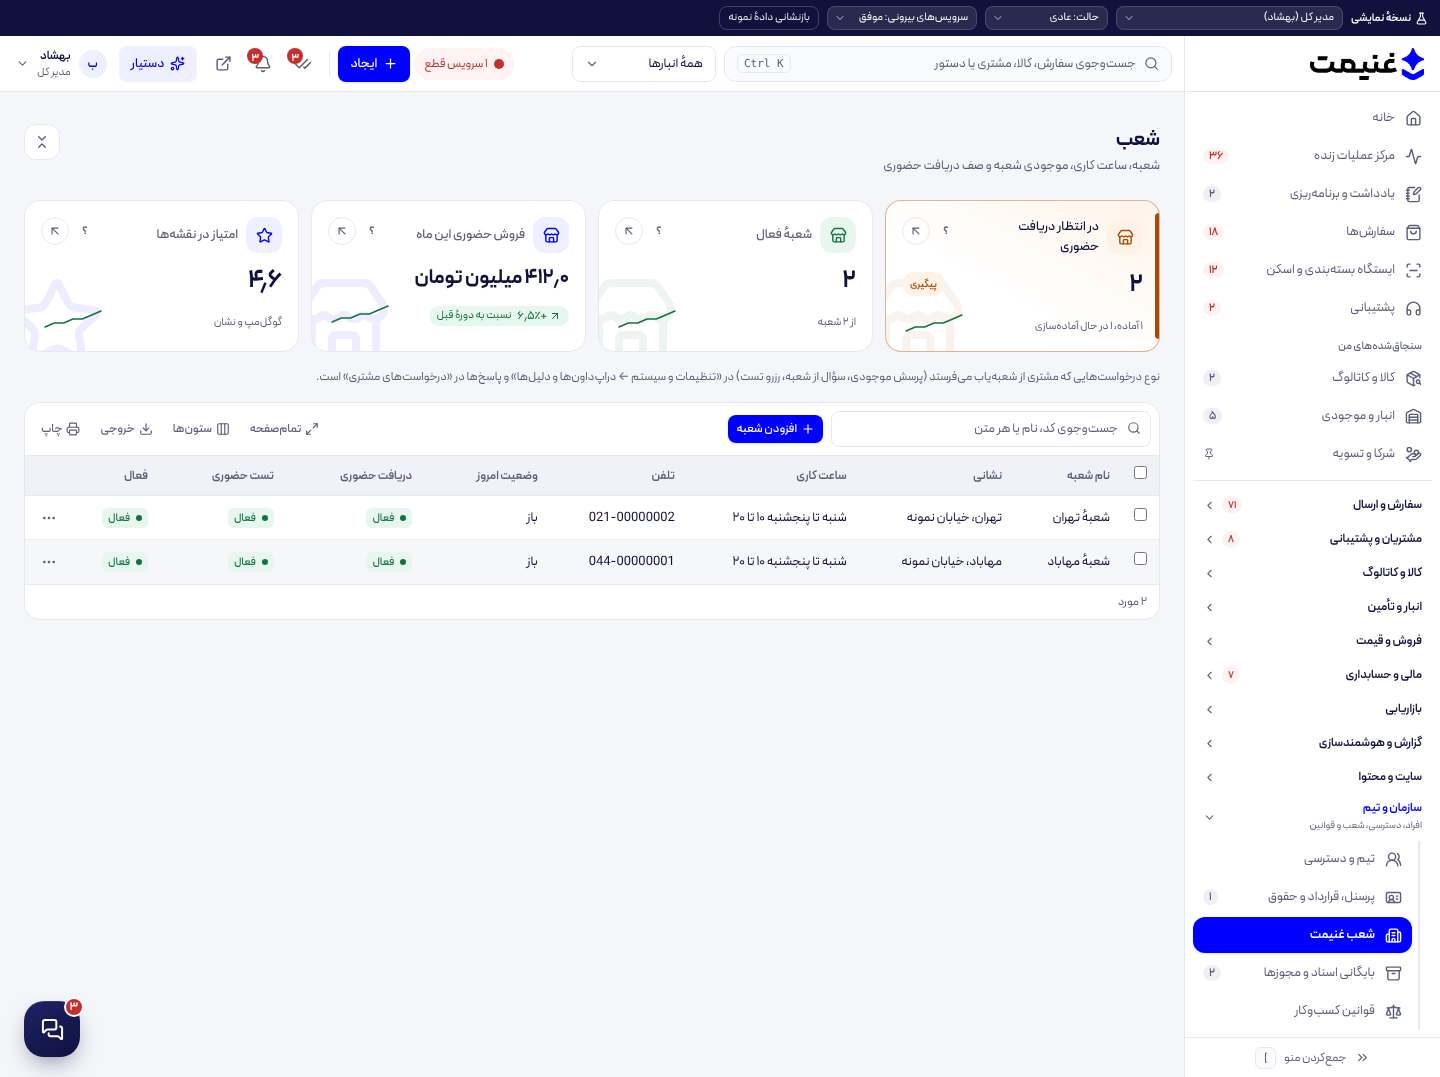 نسخهٔ نمایشی
مدیر کل (بهشاد)
حالت: عادی
سرویس‌های بیرونی: موفق
بازنشانی دادهٔ نمونه
غنیمت
جست‌وجوی سفارش، کالا، مشتری یا دستور
Ctrl K
همهٔ انبارها
۱ سرویس قطع
ایجاد
۳
۳
دستیار
ب
بهشاد
مدیر کل
خانه
مرکز عملیات زنده ۳۶
یادداشت و برنامه‌ریزی ۲
سفارش‌ها ۱۸
ایستگاه بسته‌بندی و اسکن ۱۲
پشتیبانی ۲
سنجاق‌شده‌های من
کالا و کاتالوگ ۲
انبار و موجودی ۵
شرکا و تسویه
سفارش و ارسال ۷۱
مشتریان و پشتیبانی ۸
کالا و کاتالوگ
انبار و تأمین
فروش و قیمت
مالی و حسابداری ۷
بازاریابی
گزارش و هوشمندسازی
سایت و محتوا
سازمان و تیم
افراد، دسترسی، شعب و قوانین
تیم و دسترسی
پرسنل، قرارداد و حقوق ۱
شعب غنیمت
بایگانی اسناد و مجوزها ۲
قوانین کسب‌وکار
جمع‌کردن منو [
شعب
شعبه، ساعت کاری، موجودی شعبه و صف دریافت حضوری
در انتظار دریافت حضوری
؟
۲
پیگیری
۱ آماده، ۱ در حال آماده‌سازی
شعبهٔ فعال
؟
۲
از ۲ شعبه
فروش حضوری این ماه
؟
۴۱۲٫۰ میلیون تومان
+۶٫۵٪ نسبت به دورهٔ قبل
امتیاز در نقشه‌ها
؟
۴٫۶
گوگل‌مپ و نشان
نوع درخواست‌هایی که مشتری از شعبه‌یاب می‌فرستد (پرسش موجودی، سؤال از شعبه، رزرو تست) در «تنظیمات و سیستم ← دراپ‌داون‌ها و دلیل‌ها» و پاسخ‌ها در «درخواست‌های مشتری» است.
جست‌وجوی کد، نام یا هر متن
افزودن شعبه
تمام‌صفحه
ستون‌ها
خروجی
چاپ
نام شعبه نشانی ساعت کاری تلفن وضعیت امروز دریافت حضوری تست حضوری فعال
شعبهٔ تهران تهران، خیابان نمونه شنبه تا پنجشنبه ۱۰ تا ۲۰ 021-00000002 باز فعال فعال فعال
شعبهٔ مهاباد مهاباد، خیابان نمونه شنبه تا پنجشنبه ۱۰ تا ۲۰ 044-00000001 باز فعال فعال فعال
۲ مورد
۳